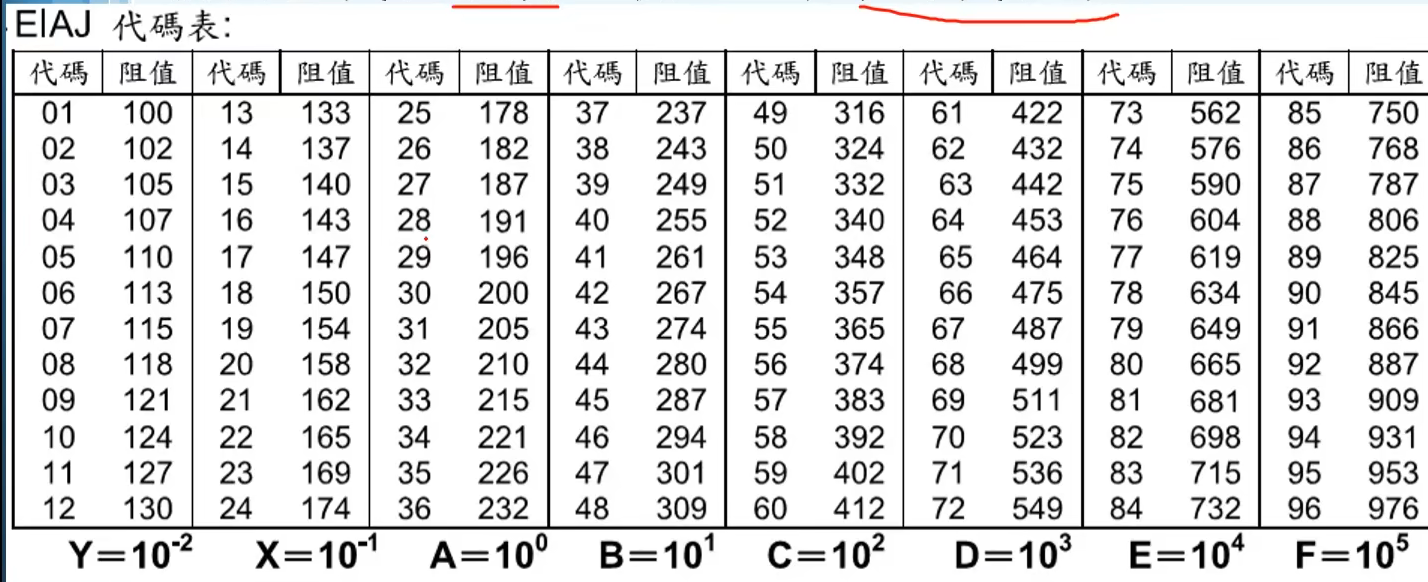 EIAJ 代碼表:
代碼 阻值 代碼 阻值 代碼 阻值 代碼 阻值 代碼 阻值 代碼 阻值 代碼 阻值 代碼 阻值
01 100 13 133 25 178 37 237 49 316 61 422 73 562 85 750
02 102 14 137 26 182 38 243 50 324 62 432 74 576 86 768
03 105 15 140 27 187 39 249 51 332 63 442 75 590 87 787
04 107 16 143 28 191 40 255 52 340 64 453 76 604 88 806
05 110 17 147 29 196 41 261 53 348 65 464 77 619 89 825
06 113 18 150 30 200 42 267 54 357 66 475 78 634 90 845
07 115 19 154 31 205 43 274 55 365 67 487 79 649 91 866
08 118 20 158 32 210 44 280 56 374 68 499 80 665 92 887
09 121 21 162 33 215 45 287 57 383 69 511 81 681 93 909
10 124 22 165 34 221 46 294 58 392 70 523 82 698 94 931
11 127 23 169 35 226 47 301 59 402 71 536 83 715 95 953
12 130 24 174 36 232 48 309 60 412 72 549 84 732 96 976
Y=10⁻² X=10⁻¹ A=10⁰ B=10¹ C=10² D=10³ E=10⁴ F=10⁵